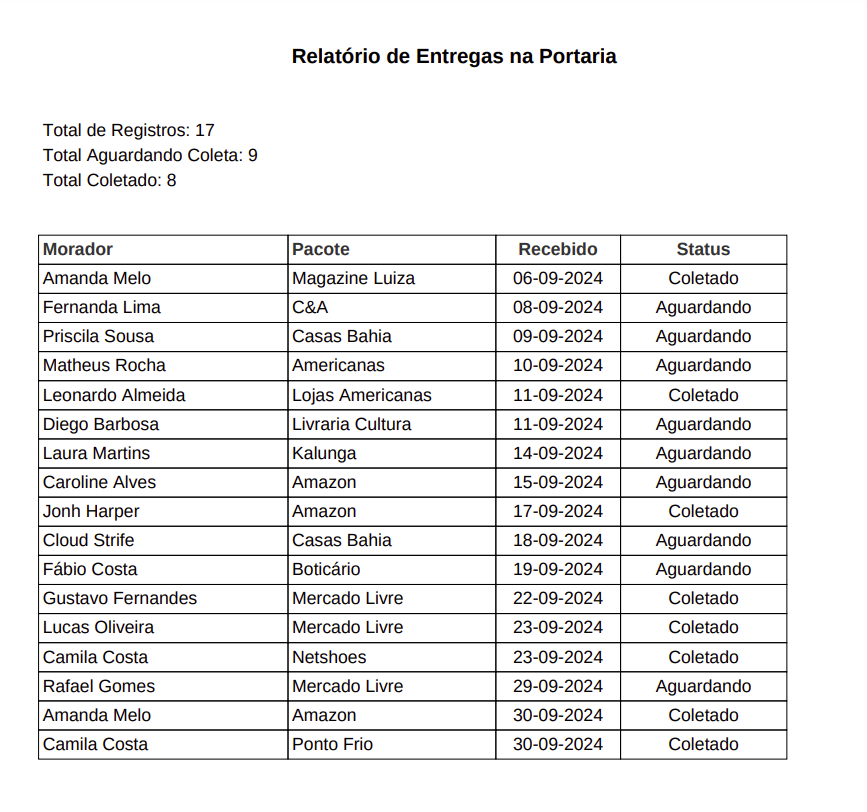 Relatório de Entregas na Portaria
Total de Registros: 17
Total Aguardando Coleta: 9
Total Coletado: 8
Morador Pacote Recebido Status
Amanda Melo Magazine Luiza 06-09-2024 Coletado
Fernanda Lima C&A 08-09-2024 Aguardando
Priscila Sousa Casas Bahia 09-09-2024 Aguardando
Matheus Rocha Americanas 10-09-2024 Aguardando
Leonardo Almeida Lojas Americanas 11-09-2024 Coletado
Diego Barbosa Livraria Cultura 11-09-2024 Aguardando
Laura Martins Kalunga 14-09-2024 Aguardando
Caroline Alves Amazon 15-09-2024 Aguardando
Jonh Harper Amazon 17-09-2024 Coletado
Cloud Strife Casas Bahia 18-09-2024 Aguardando
Fábio Costa Boticário 19-09-2024 Aguardando
Gustavo Fernandes Mercado Livre 22-09-2024 Coletado
Lucas Oliveira Mercado Livre 23-09-2024 Coletado
Camila Costa Netshoes 23-09-2024 Coletado
Rafael Gomes Mercado Livre 29-09-2024 Aguardando
Amanda Melo Amazon 30-09-2024 Coletado
Camila Costa Ponto Frio 30-09-2024 Coletado